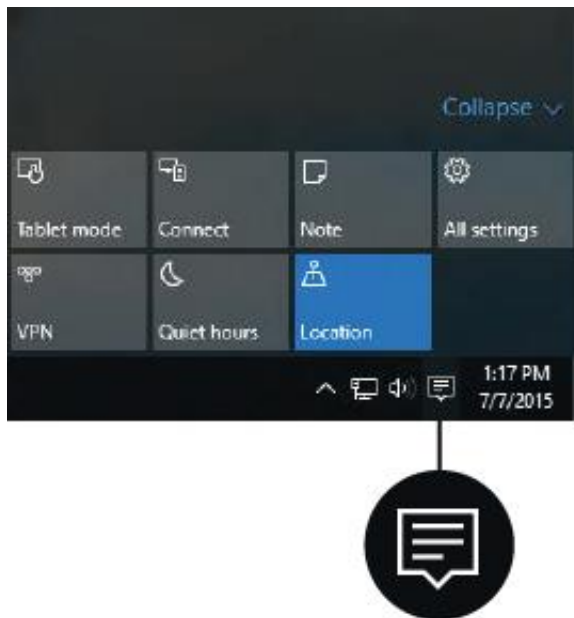 Collapse
Tablet mode
Connect
Note
All settings
VPN
Quiet hours
Location
1:17 PM
7/7/2015